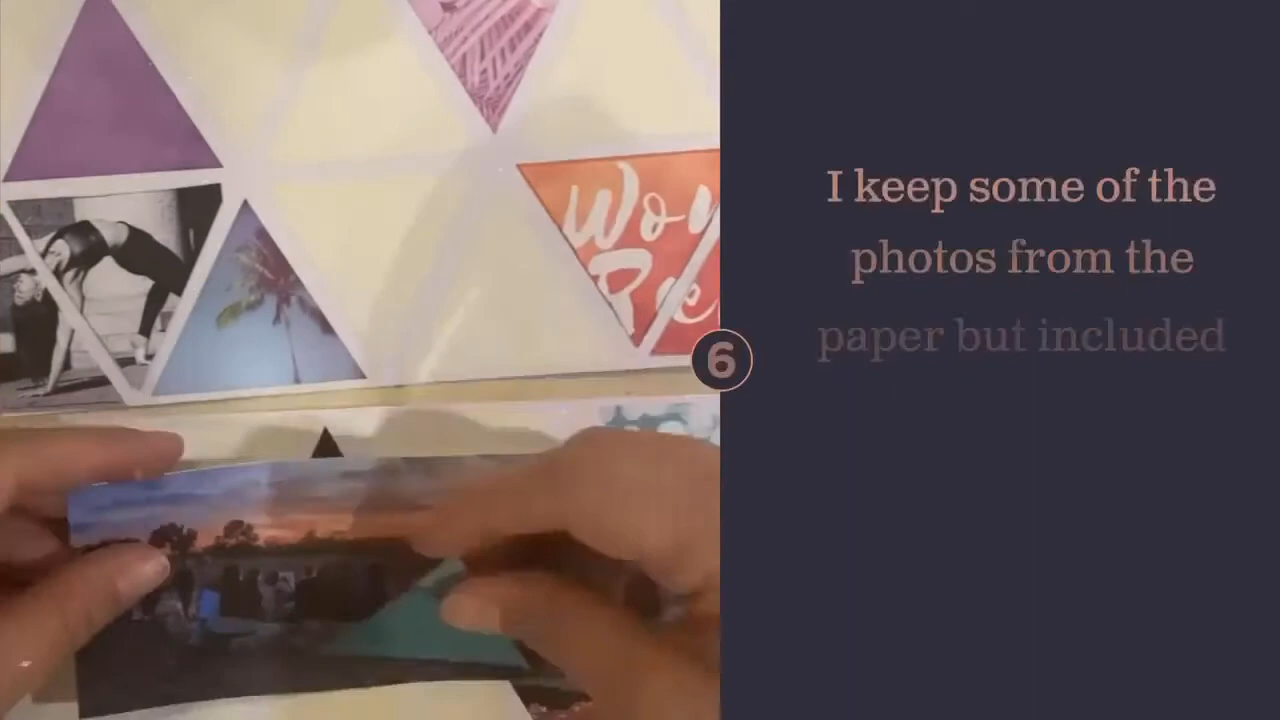 I keep some of the
photos from the
paper but included
6